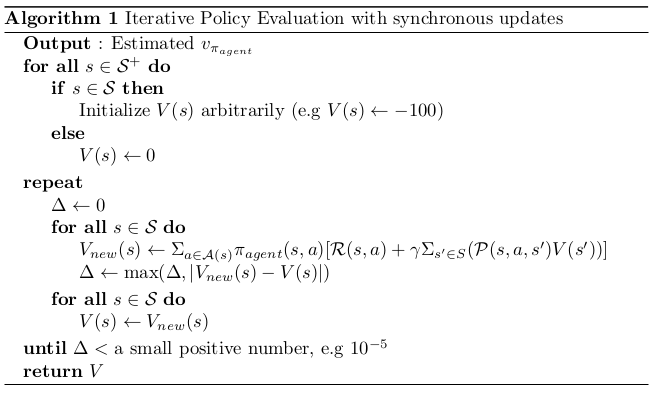 Algorithm 1 Iterative Policy Evaluation with synchronous updates
Output : Estimated $v_{\pi_{agent}}$
for all $s \in \mathcal{S}^+$ do
if $s \in \mathcal{S}$ then
Initialize $V(s)$ arbitrarily (e.g $V(s) \leftarrow -100$)
else
$V(s) \leftarrow 0$
repeat
$\Delta \leftarrow 0$
for all $s \in \mathcal{S}$ do
$V_{new}(s) \leftarrow \Sigma_{a \in \mathcal{A}(s)} \pi_{agent}(s, a)[\mathcal{R}(s, a) + \gamma \Sigma_{s' \in S}(\mathcal{P}(s, a, s')V(s'))]$
$\Delta \leftarrow \max(\Delta, |V_{new}(s) - V(s)|)$
for all $s \in \mathcal{S}$ do
$V(s) \leftarrow V_{new}(s)$
until $\Delta <$ a small positive number, e.g $10^{-5}$
return $V$